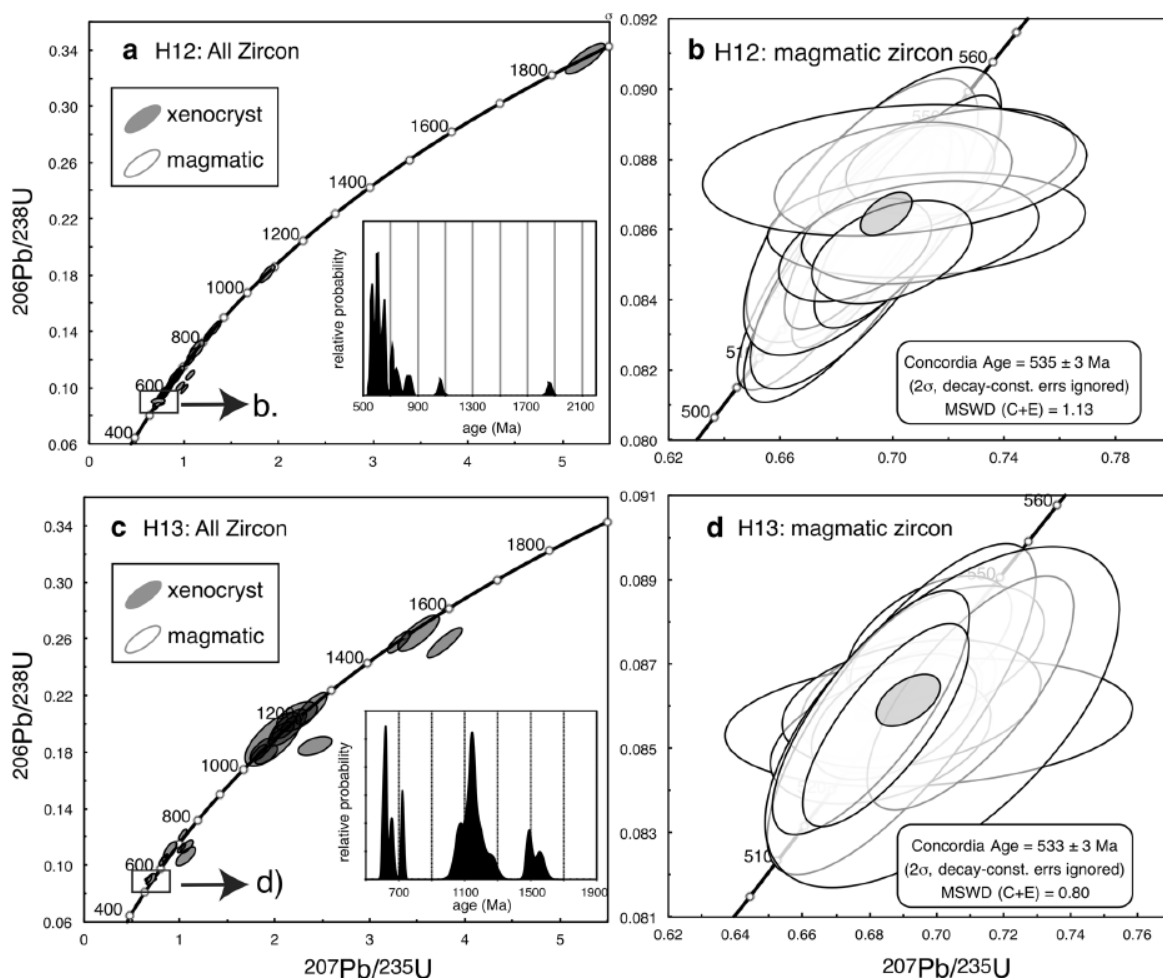 σ
a H12: All Zircon
xenocryst
magmatic
206Pb/238U
0.34
0.30
0.26
0.22
0.18
0.14
0.10
0.06
400
600
800
1000
1200
1400
1600
1800
b.
relative probability
500 900 1300 1700 2100
age (Ma)
0 1 2 3 4 5
b H12: magmatic zircon
0.092
0.090
0.088
0.086
0.084
0.082
0.080
500
51
550
560
Concordia Age = 535 ± 3 Ma
(2σ, decay-const. errs ignored)
MSWD (C+E) = 1.13
0.62 0.66 0.70 0.74 0.78
c H13: All Zircon
xenocryst
magmatic
206Pb/238U
0.34
0.30
0.26
0.22
0.18
0.14
0.10
0.06
400
600
800
1000
1200
1400
1600
1800
d)
relative probability
700 1100 1500 1900
age (Ma)
0 1 2 3 4 5
207Pb/235U
d H13: magmatic zircon
0.091
0.089
0.087
0.085
0.083
0.081
510
550
560
Concordia Age = 533 ± 3 Ma
(2σ, decay-const. errs ignored)
MSWD (C+E) = 0.80
0.62 0.64 0.66 0.68 0.70 0.72 0.74 0.76
207Pb/235U